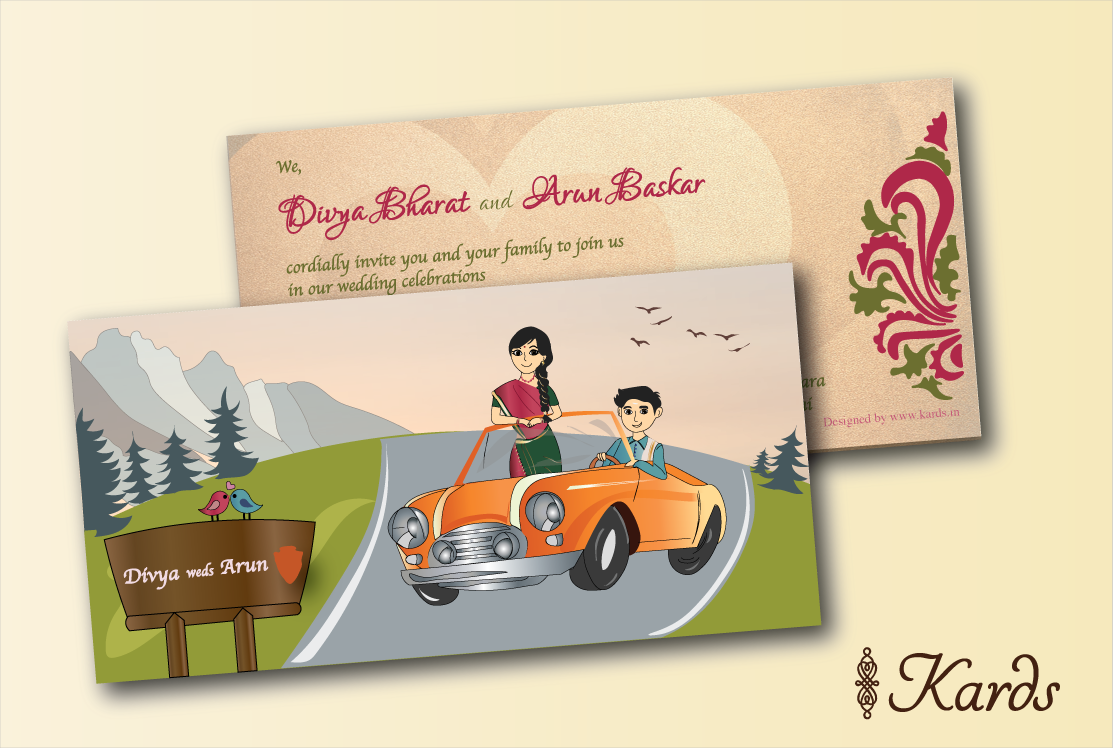 We,
Divya Bharat and Arun Baskar
cordially invite you and your family to join us
in our wedding celebrations
Designed by www.kards.in
Divya weds Arun
Kards